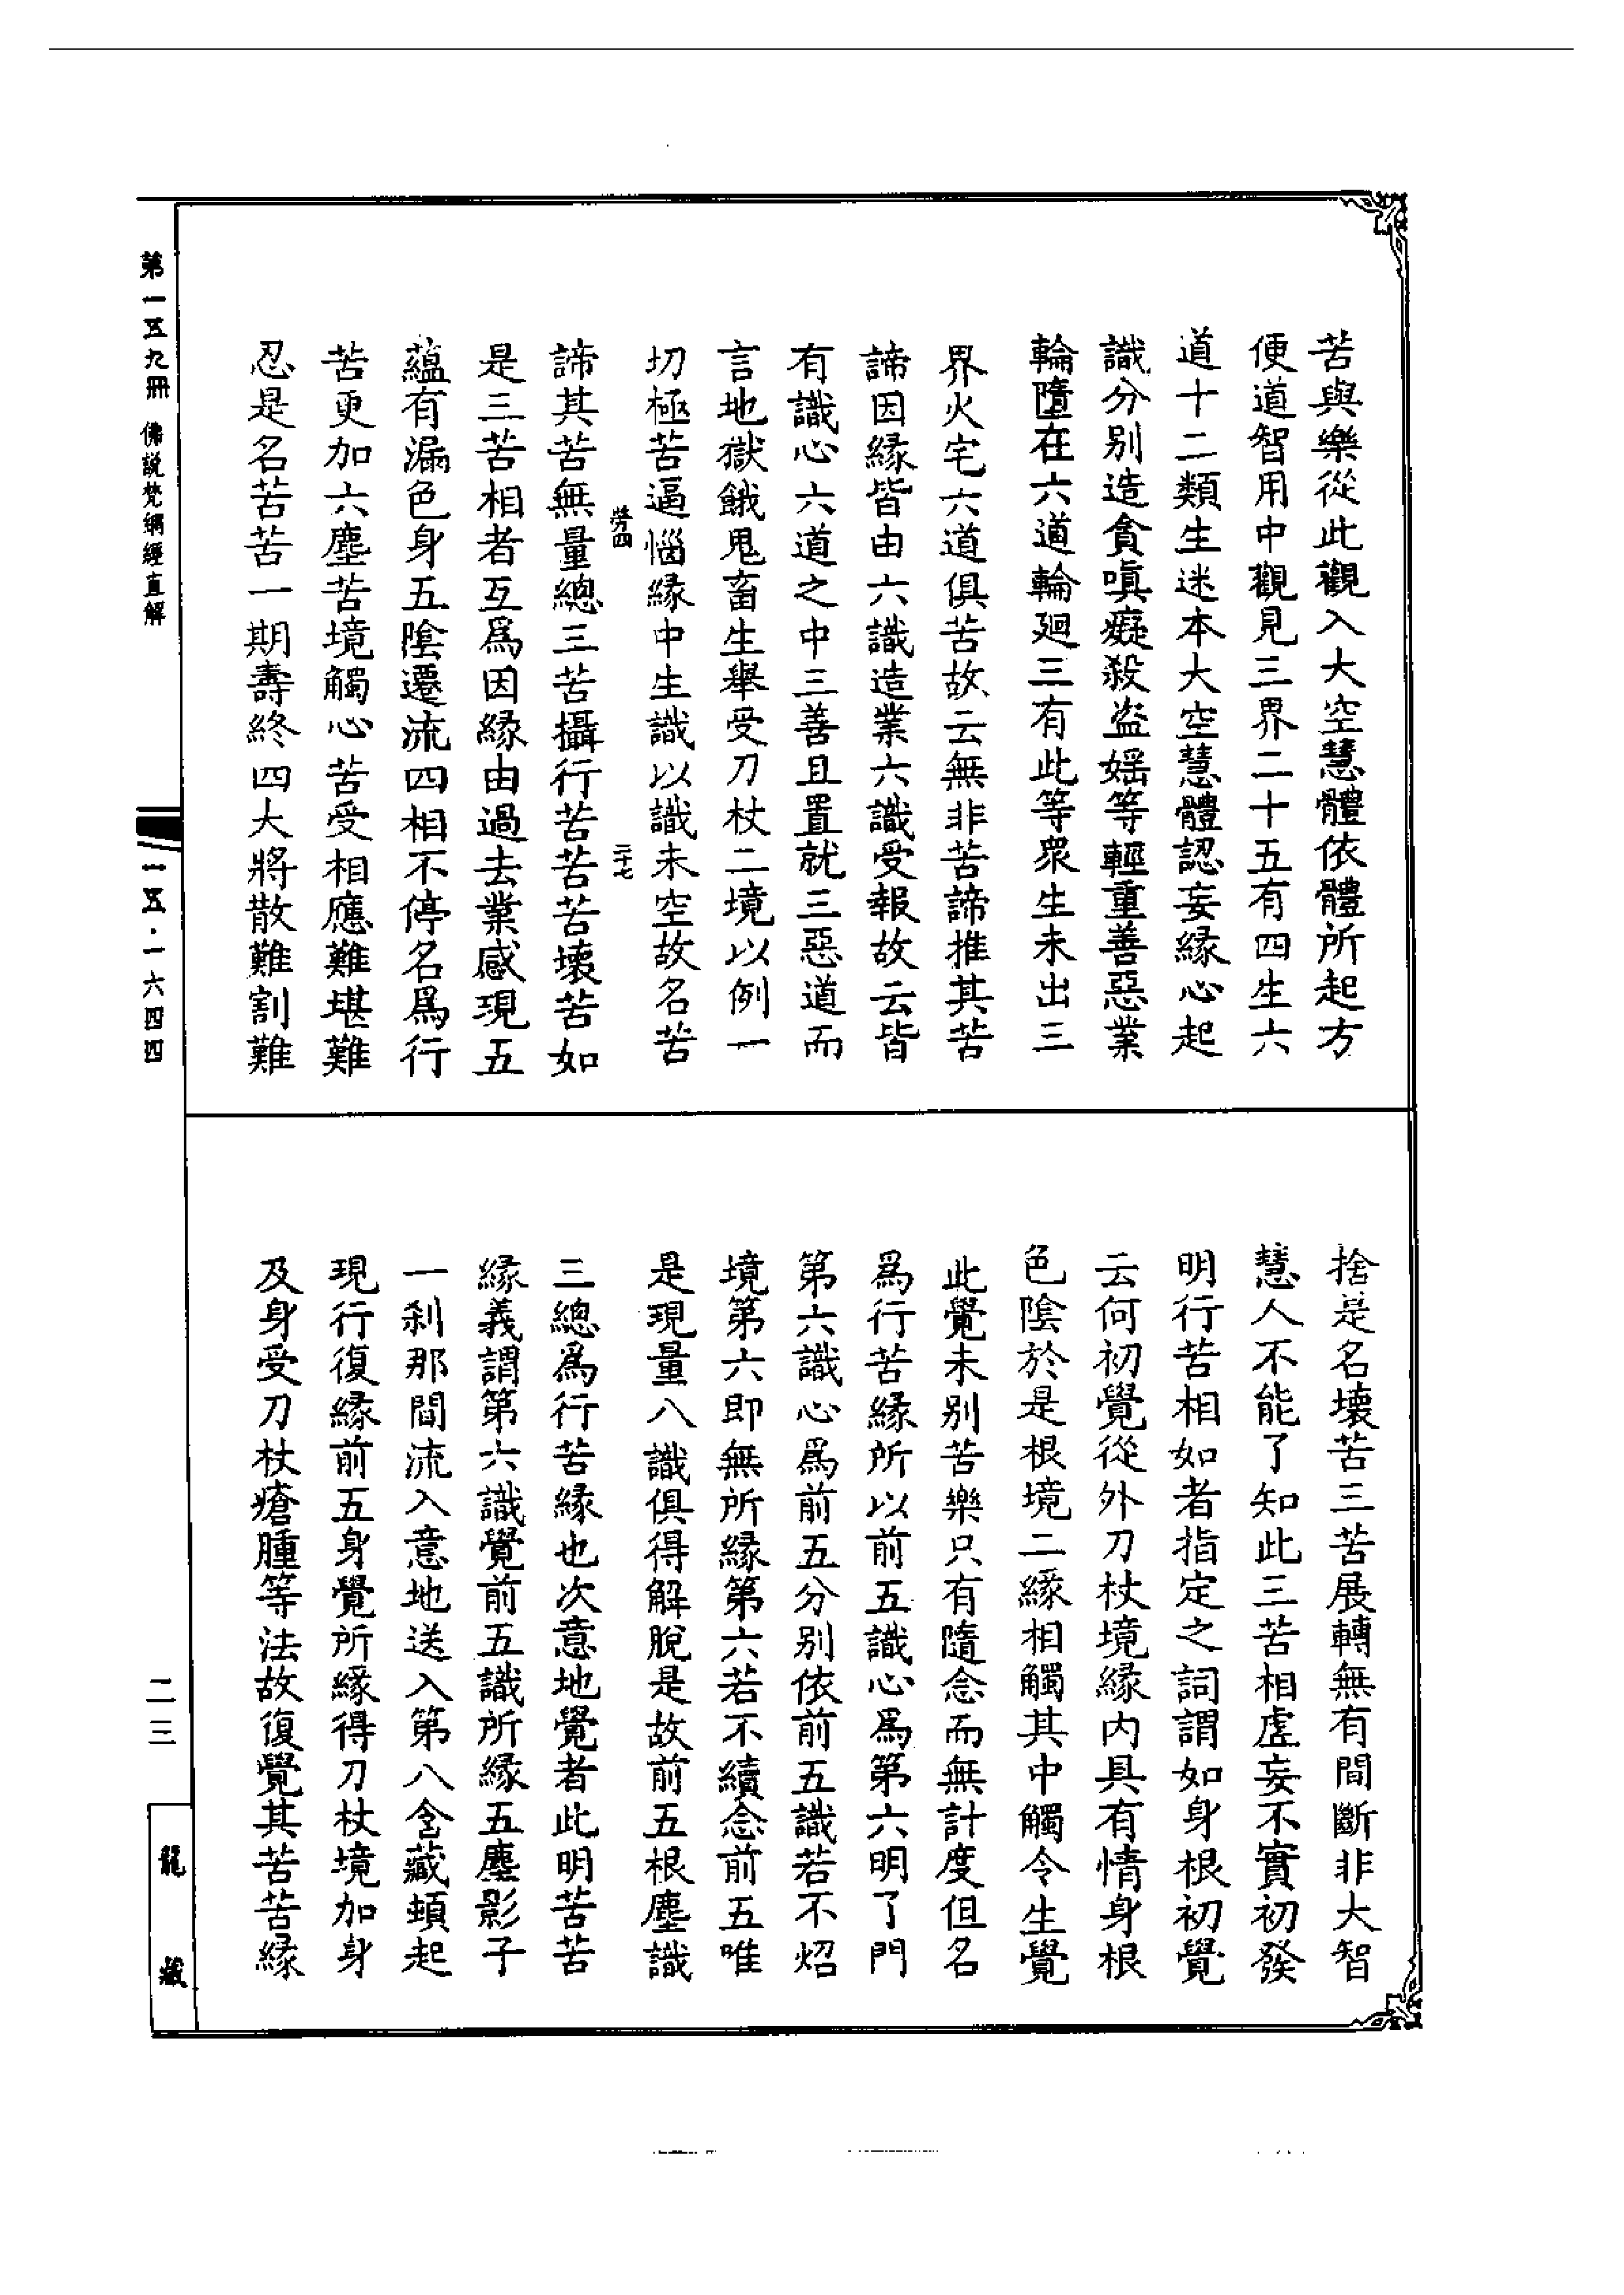 苦與樂從此觀入大空慧體依體所起方
便道智用中觀見三界二十五有四生六
道十二類生迷本大空慧體認妄緣心起
識分別造貪嗔癡殺盗婬等輕重善惡業
輪墮在六道輪廻三有此等衆生未出三
界火宅六道俱苦故云無非苦諦推其苦
諦因緣皆由六識造業六識受報故云皆
有識心六道之中三善且置就三惡道而
言地獄餓鬼畜生舉受刀杖二境以例一
切極苦逼惱緣中生識以識未空故名苦
勞四 二十七
諦其苦無量總三苦攝行苦苦苦壞苦如
是三苦相者互爲因緣由過去業感現五
蘊有漏色身五陰遷流四相不停名爲行
苦更加六塵苦境觸心苦受相應難堪難
忍是名苦苦一期壽終四大將散難割難
捨是名壞苦三苦展轉無有間斷非大智
慧人不能了知此三苦相虛妄不實初發
明行苦相如者指定之詞謂如身根初覺
云何初覺從外刀杖境緣內具有情身根
色陰於是根境二緣相觸其中觸令生覺
此覺未別苦樂只有隨念而無計度但名
爲行苦緣所以前五識心爲第六明了門
第六識心爲前五分別依前五識若不炤
境第六即無所緣第六若不續念前五唯
是現量八識俱得解脫是故前五根塵識
三總爲行苦緣也次意地覺者此明苦苦
緣義謂第六識覺前五識所緣五塵影子
一刹那間流入意地送入第八含藏頓起
現行復緣前五身覺所緣得刀杖境加身
及身受刀杖瘡腫等法故復覺其苦苦緣
第一五九冊 佛説梵網經直解
一五·一六四四
二三
龍藏